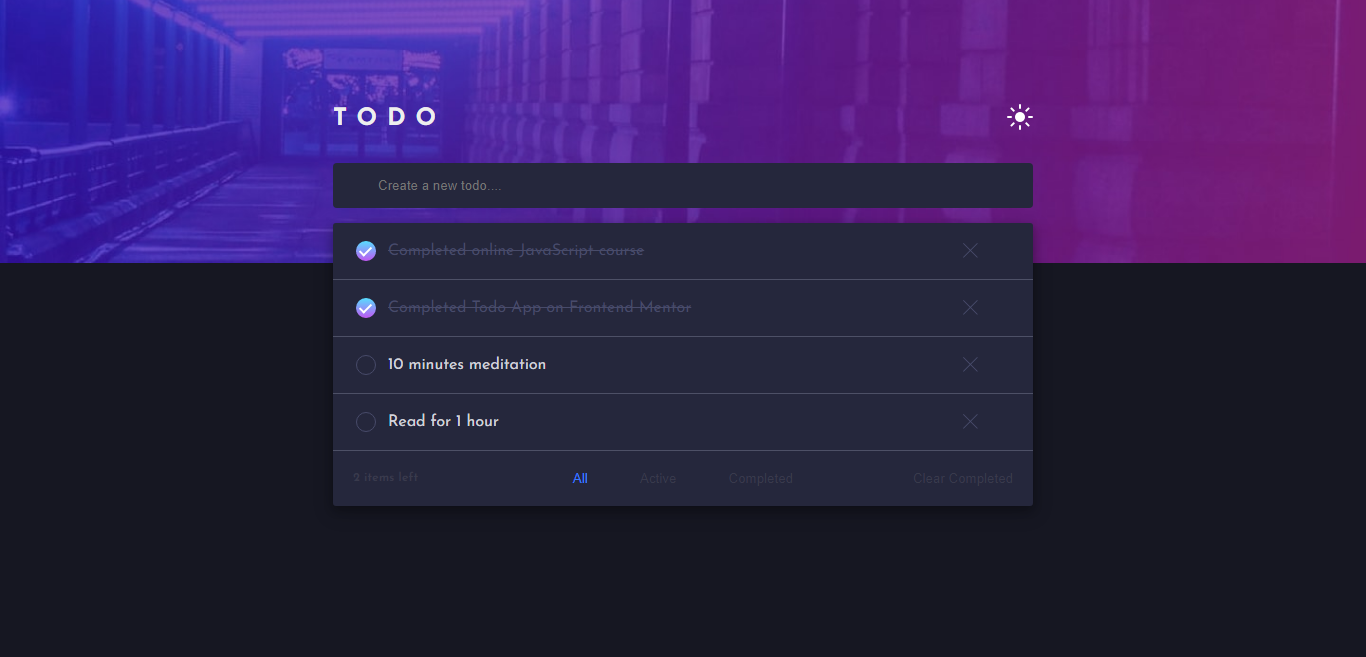 TODO
Create a new todo....
Completed online JavaScript course
Completed Todo App on Frontend Mentor
10 minutes meditation
Read for 1 hour
2 items left All Active Completed Clear Completed